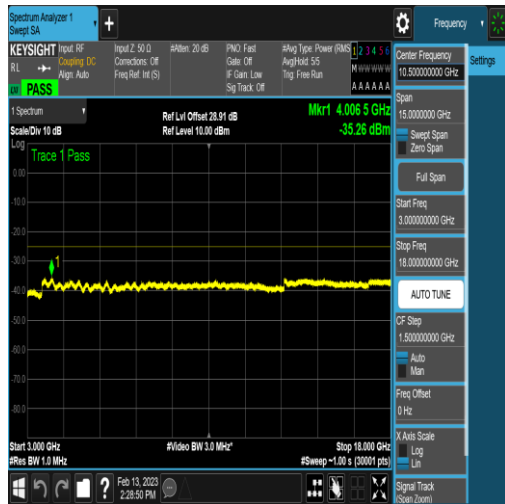 Spectrum Analyzer 1
Swept SA
+
Frequency
KEYSIGHT
RL
PASS
Input: RF
Coupling: DC
Align: Auto
Input Z: 50 Ω
Corrections: Off
Freq Ref: Int (S)
#Atten: 20 dB
PNO: Fast
Gate: Off
IF Gain: Low
Sig Track: Off
#Avg Type: Power (RMS)
Avg|Hold: 5/5
Trig: Free Run
1 2 3 4 5 6
M W W W W W
A A A A A A
1 Spectrum
Scale/Div 10 dB
Ref Lvl Offset 28.91 dB
Ref Level 10.00 dBm
Mkr1 4.006 5 GHz
-35.26 dBm
Log
Trace 1 Pass
0.00
-10.0
-20.0
-30.0
-40.0
-50.0
-60.0
-70.0
-80.0
1
Start 3.000 GHz
#Res BW 1.0 MHz
#Video BW 3.0 MHz*
Stop 18.000 GHz
#Sweep ~1.00 s (30001 pts)
Center Frequency
10.500000000 GHz
Span
15.0000000 GHz
Swept Span
Zero Span
Full Span
Start Freq
3.000000000 GHz
Stop Freq
18.000000000 GHz
AUTO TUNE
CF Step
1.500000000 GHz
Auto
Man
Freq Offset
0 Hz
X Axis Scale
Log
Lin
Signal Track
(Span Zoom)
Settings
?
Feb 13, 2023
2:28:50 PM